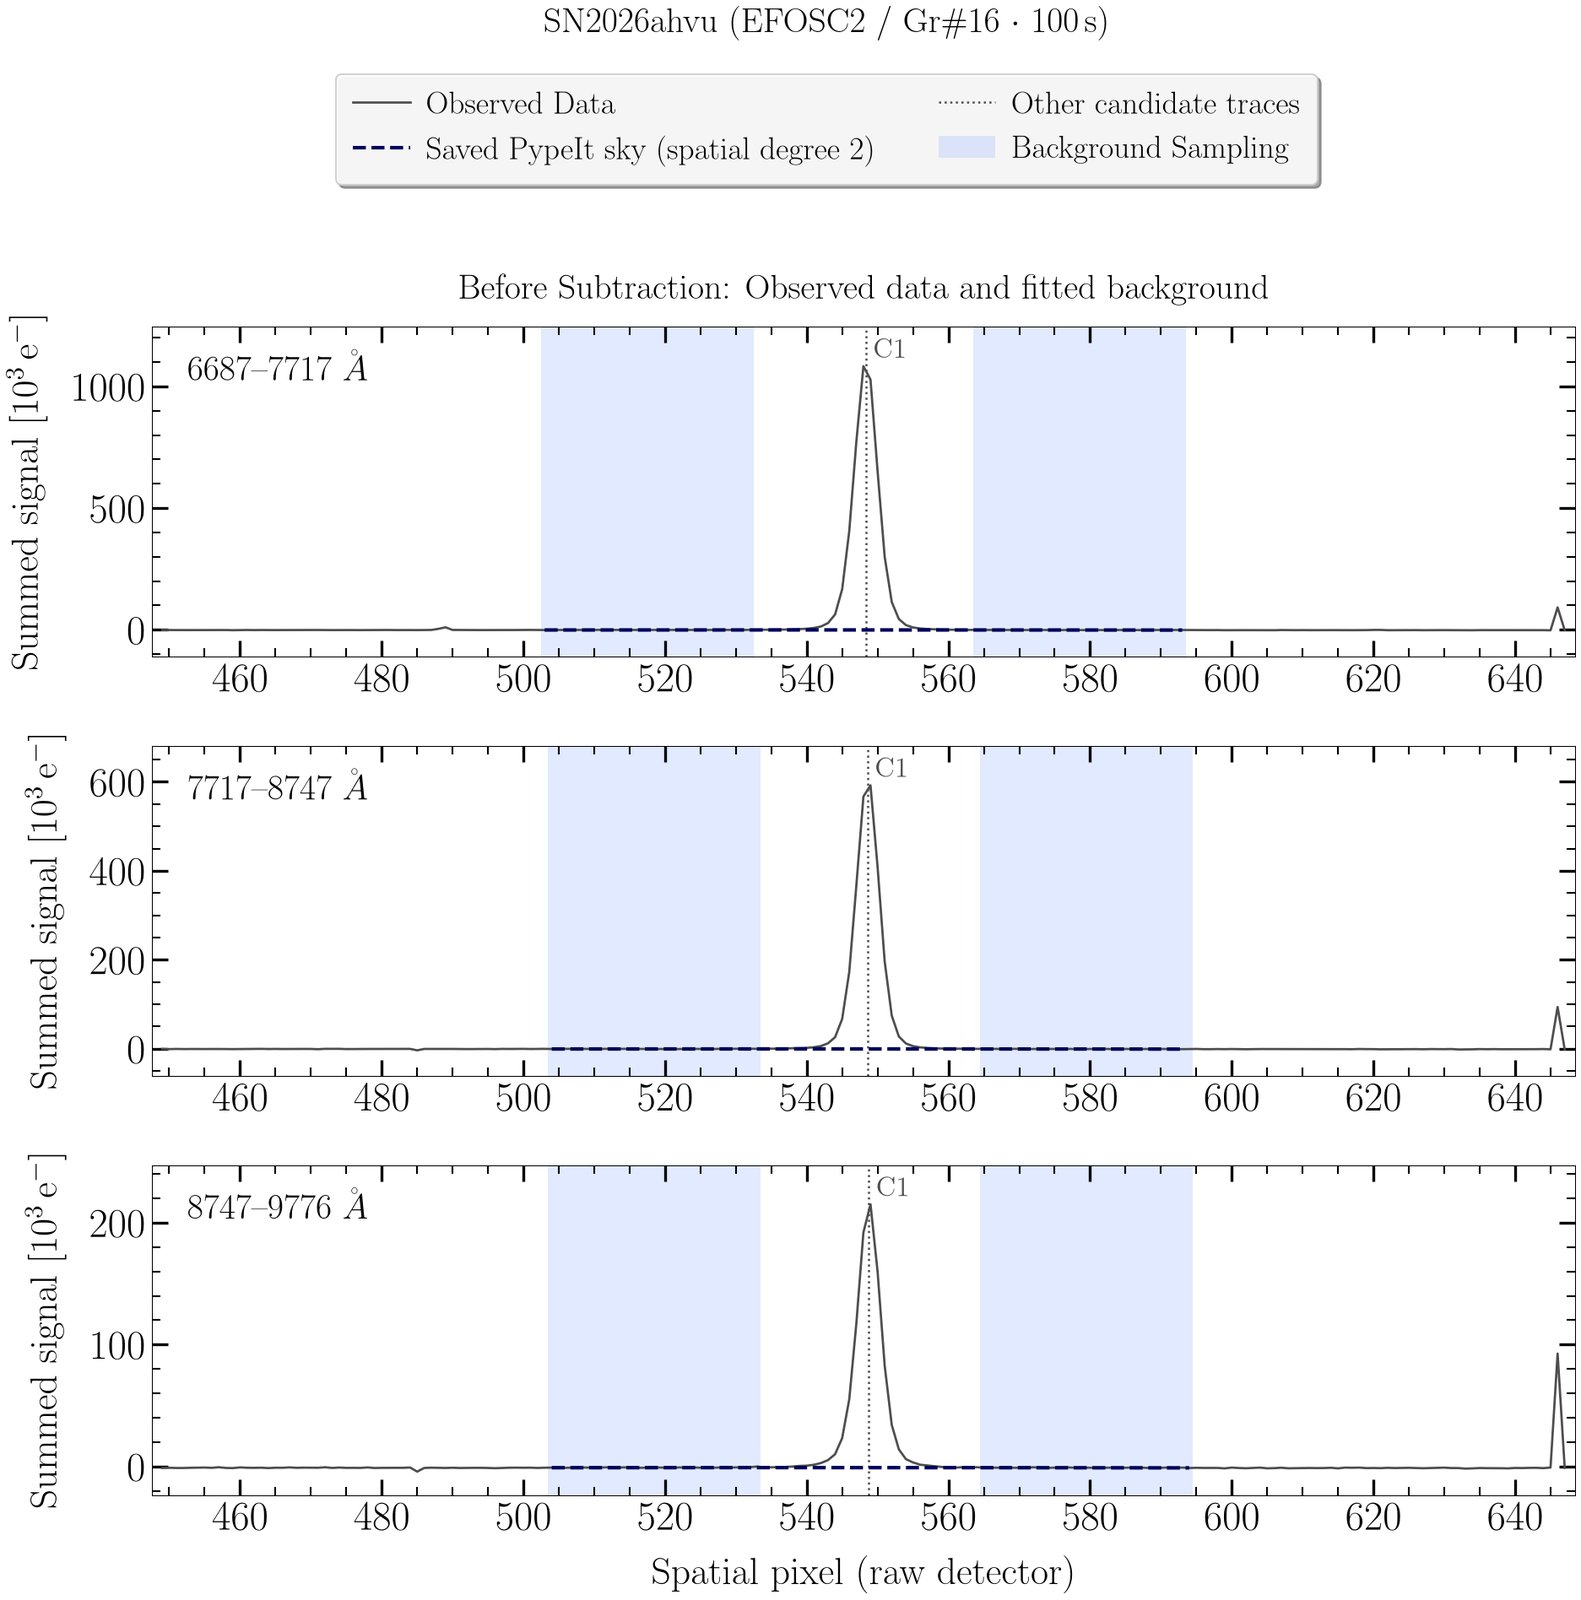 SN2026ahvu (EFOSC2 / Gr#16 · 100 s)
Observed Data
Saved PypeIt sky (spatial degree 2)
Other candidate traces
Background Sampling
Before Subtraction: Observed data and fitted background
Summed signal [10³ e⁻]
1000
500
0
6687–7717 Å
C1
460 480 500 520 540 560 580 600 620 640
Summed signal [10³ e⁻]
600
400
200
0
7717–8747 Å
C1
460 480 500 520 540 560 580 600 620 640
Summed signal [10³ e⁻]
200
100
0
8747–9776 Å
C1
460 480 500 520 540 560 580 600 620 640
Spatial pixel (raw detector)